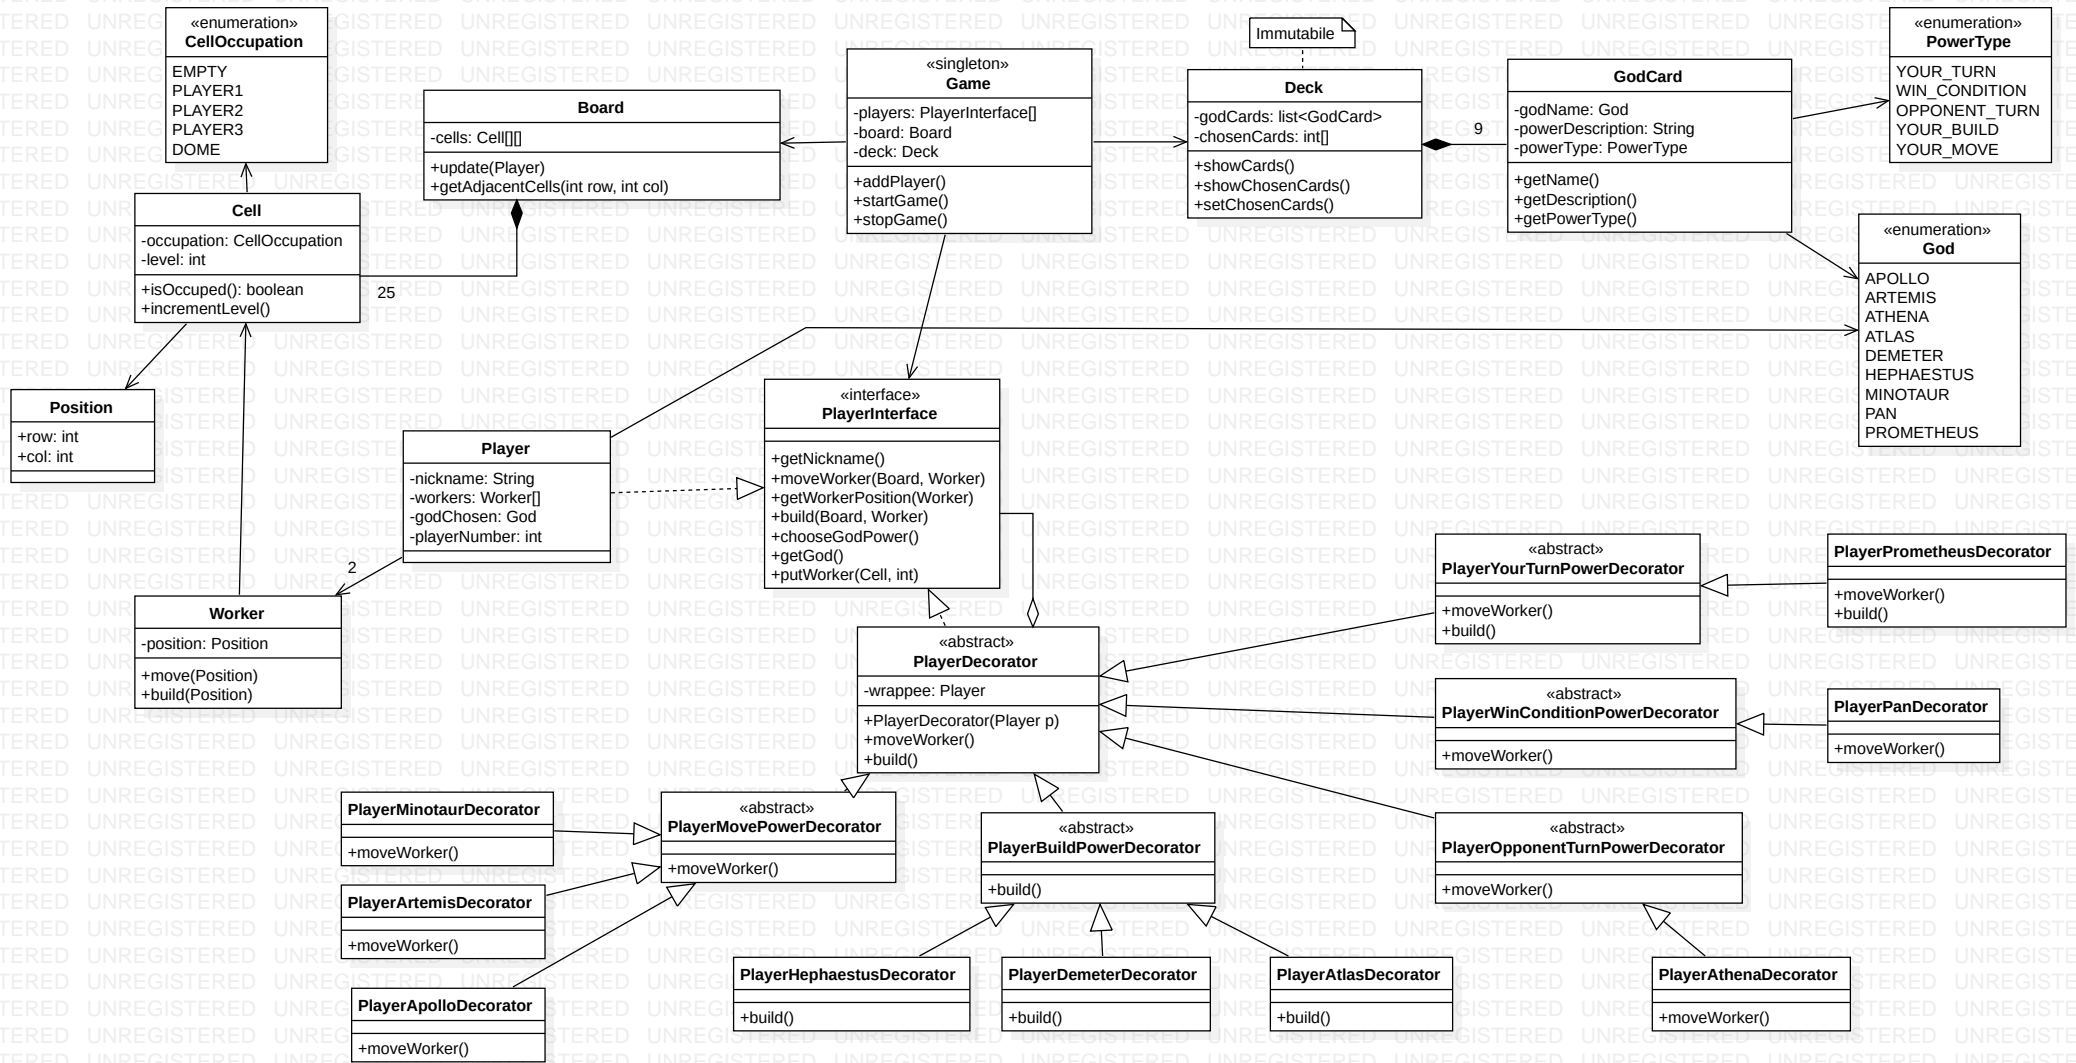 «enumeration»
CellOccupation
EMPTY
PLAYER1
PLAYER2
PLAYER3
DOME
Board
-cells: Cell[][]
+update(Player)
+getAdjacentCells(int row, int col)
«singleton»
Game
-players: PlayerInterface[]
-board: Board
-deck: Deck
+addPlayer()
+startGame()
+stopGame()
Immutabile
Deck
-godCards: list<GodCard>
-chosenCards: int[]
+showCards()
+showChosenCards()
+setChosenCards()
9
GodCard
-godName: God
-powerDescription: String
-powerType: PowerType
+getName()
+getDescription()
+getPowerType()
«enumeration»
PowerType
YOUR_TURN
WIN_CONDITION
OPPONENT_TURN
YOUR_BUILD
YOUR_MOVE
Cell
-occupation: CellOccupation
-level: int
+isOccuped(): boolean
+incrementLevel()
25
«enumeration»
God
APOLLO
ARTEMIS
ATHENA
ATLAS
DEMETER
HEPHAESTUS
MINOTAUR
PAN
PROMETHEUS
Position
+row: int
+col: int
Player
-nickname: String
-workers: Worker[]
-godChosen: God
-playerNumber: int
2
«interface»
PlayerInterface
+getNickname()
+moveWorker(Board, Worker)
+getWorkerPosition(Worker)
+build(Board, Worker)
+chooseGodPower()
+getGod()
+putWorker(Cell, int)
Worker
-position: Position
+move(Position)
+build(Position)
«abstract»
PlayerDecorator
-wrappee: Player
+PlayerDecorator(Player p)
+moveWorker()
+build()
«abstract»
PlayerYourTurnPowerDecorator
+moveWorker()
+build()
PlayerPrometheusDecorator
+moveWorker()
+build()
«abstract»
PlayerWinConditionPowerDecorator
+moveWorker()
PlayerPanDecorator
+moveWorker()
PlayerMinotaurDecorator
+moveWorker()
«abstract»
PlayerMovePowerDecorator
+moveWorker()
«abstract»
PlayerBuildPowerDecorator
+build()
«abstract»
PlayerOpponentTurnPowerDecorator
+moveWorker()
PlayerArtemisDecorator
+moveWorker()
PlayerApolloDecorator
+moveWorker()
PlayerHephaestusDecorator
+build()
PlayerDemeterDecorator
+build()
PlayerAtlasDecorator
+build()
PlayerAthenaDecorator
+moveWorker()
UNREGISTERED